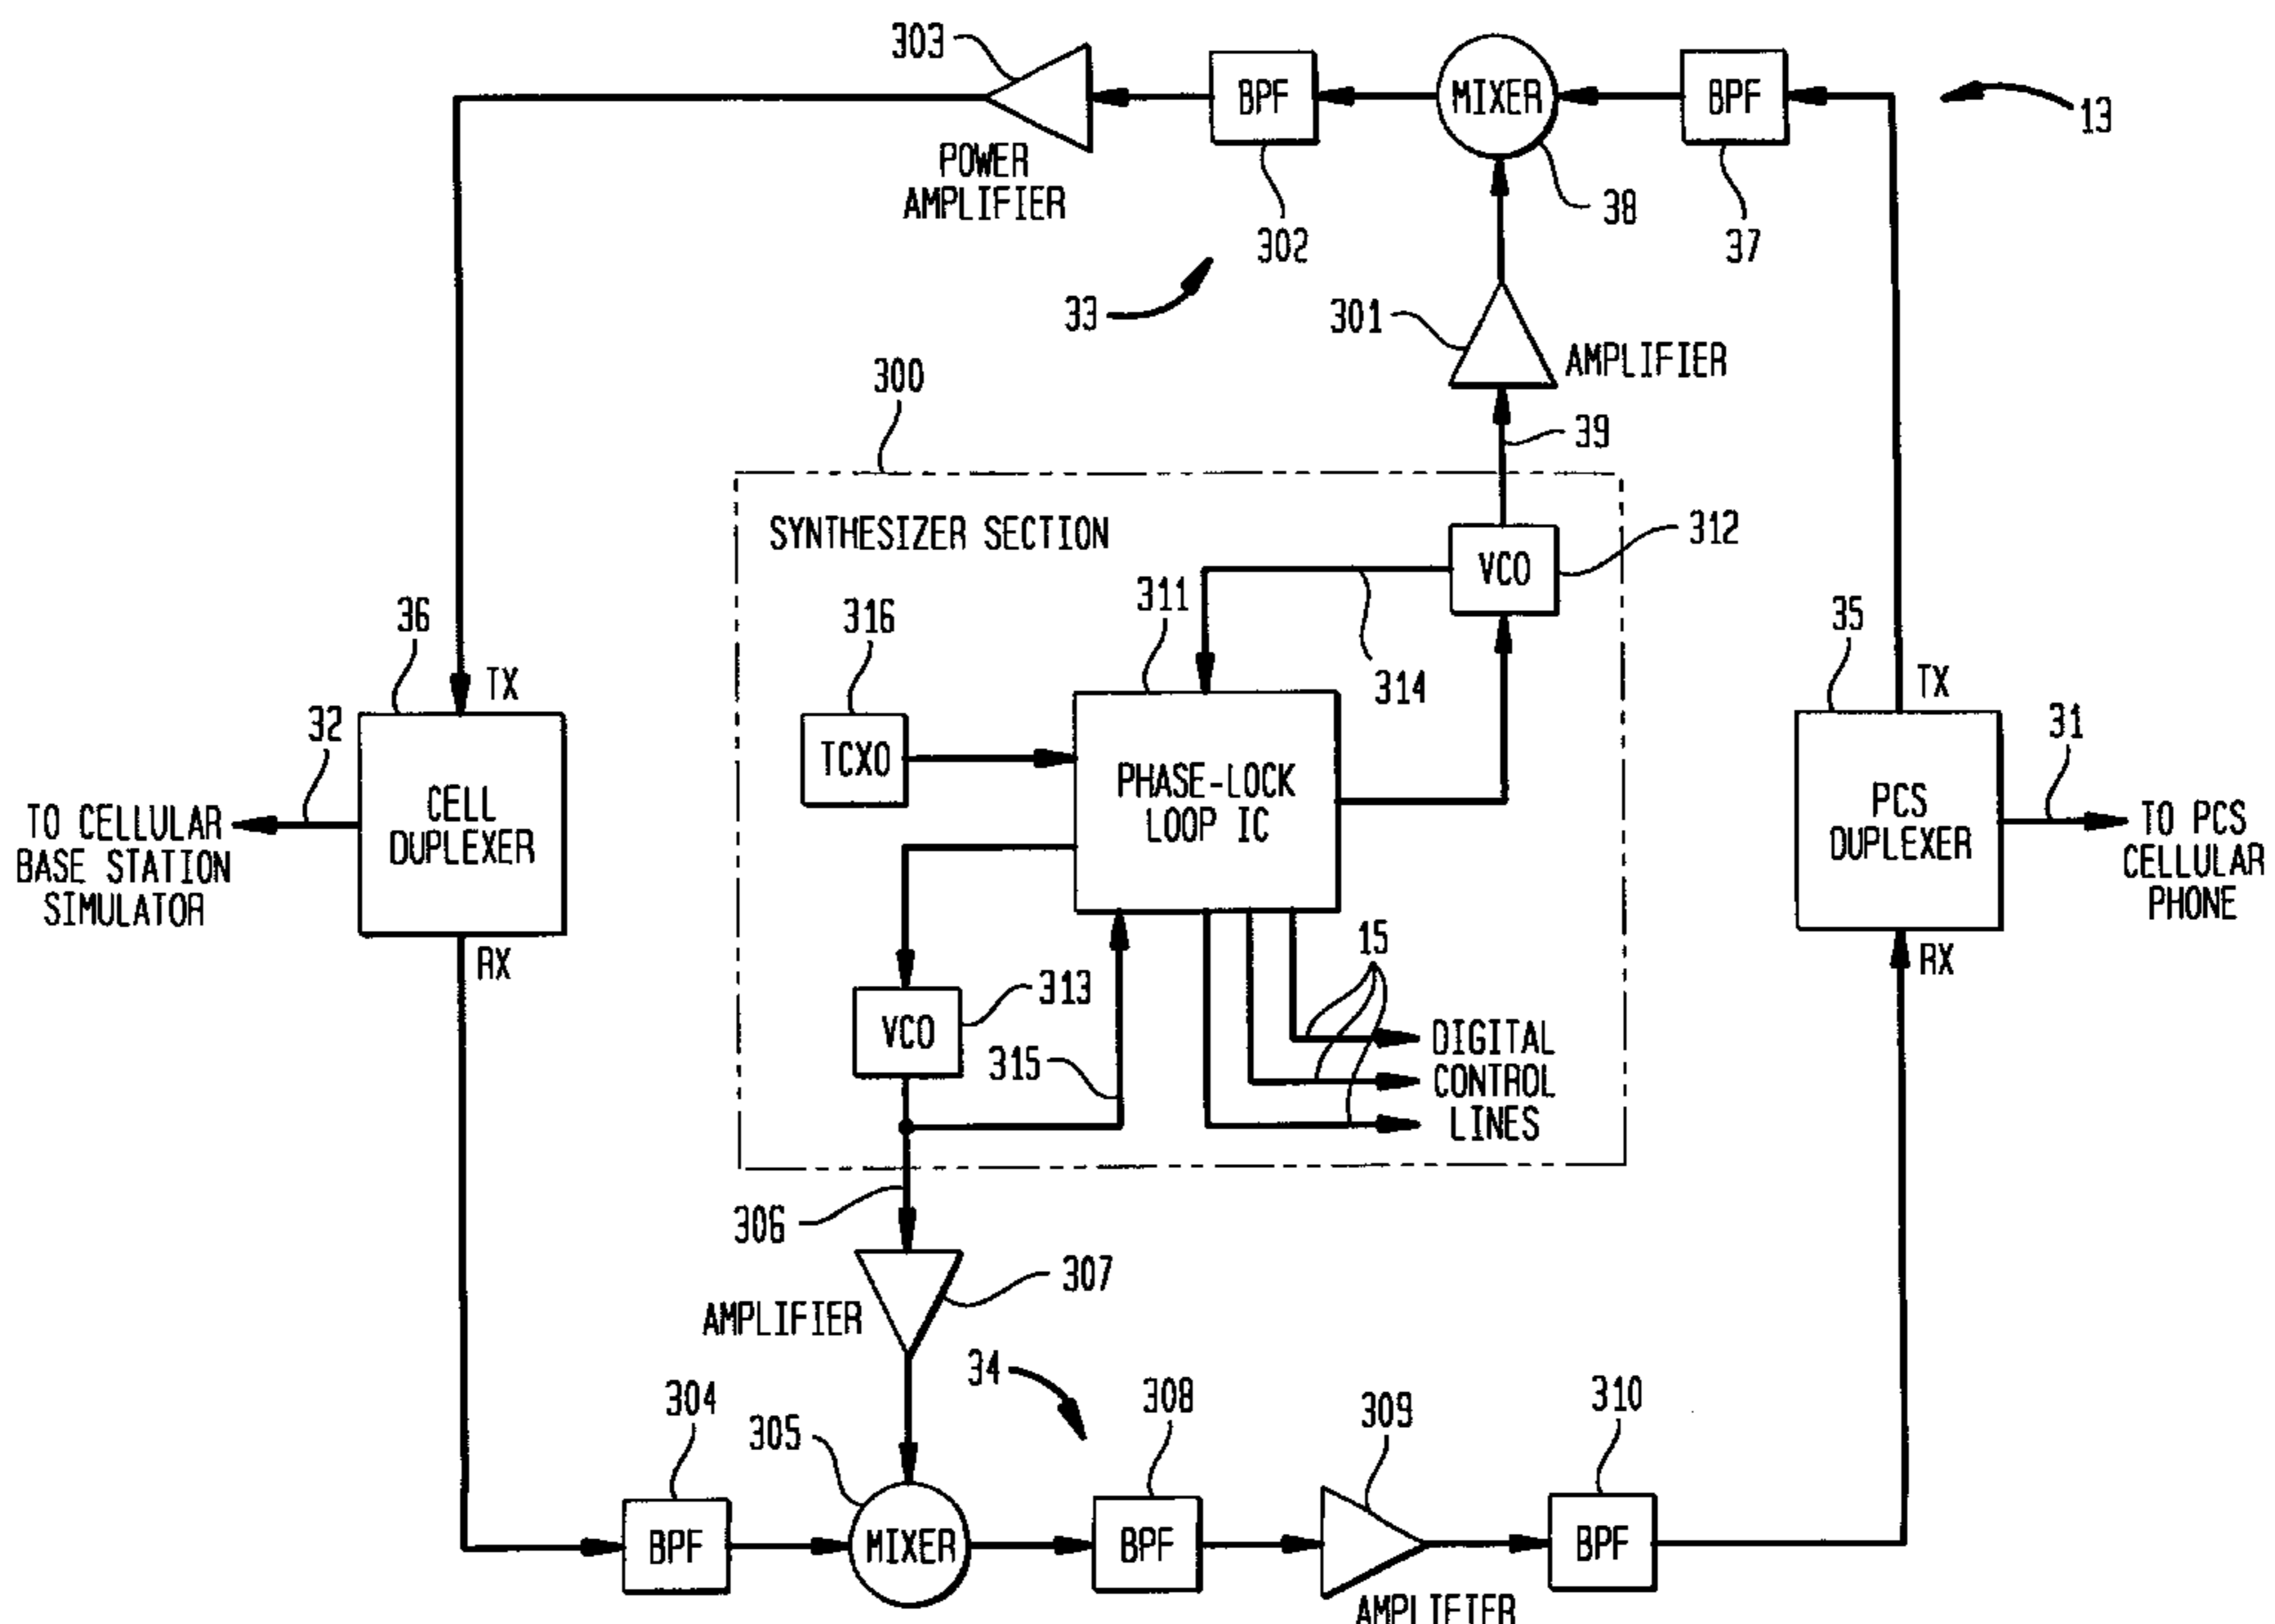 303
BPF
MIXER
BPF
13
POWER
AMPLIFIER
302
38
37
33
301
AMPLIFIER
300
39
SYNTHESIZER SECTION
312
VCO
36
316
311
35
TX
314
TX
32
31
TCXO
PHASE-LOCK
LOOP IC
CELL
DUPLEXER
PCS
DUPLEXER
TO CELLULAR
BASE STATION
SIMULATOR
TO PCS
CELLULAR
PHONE
RX
15
RX
313
VCO
315
DIGITAL
CONTROL
LINES
306
307
AMPLIFIER
34
304
305
308
309
310
BPF
MIXER
BPF
BPF
AMPLIFIER